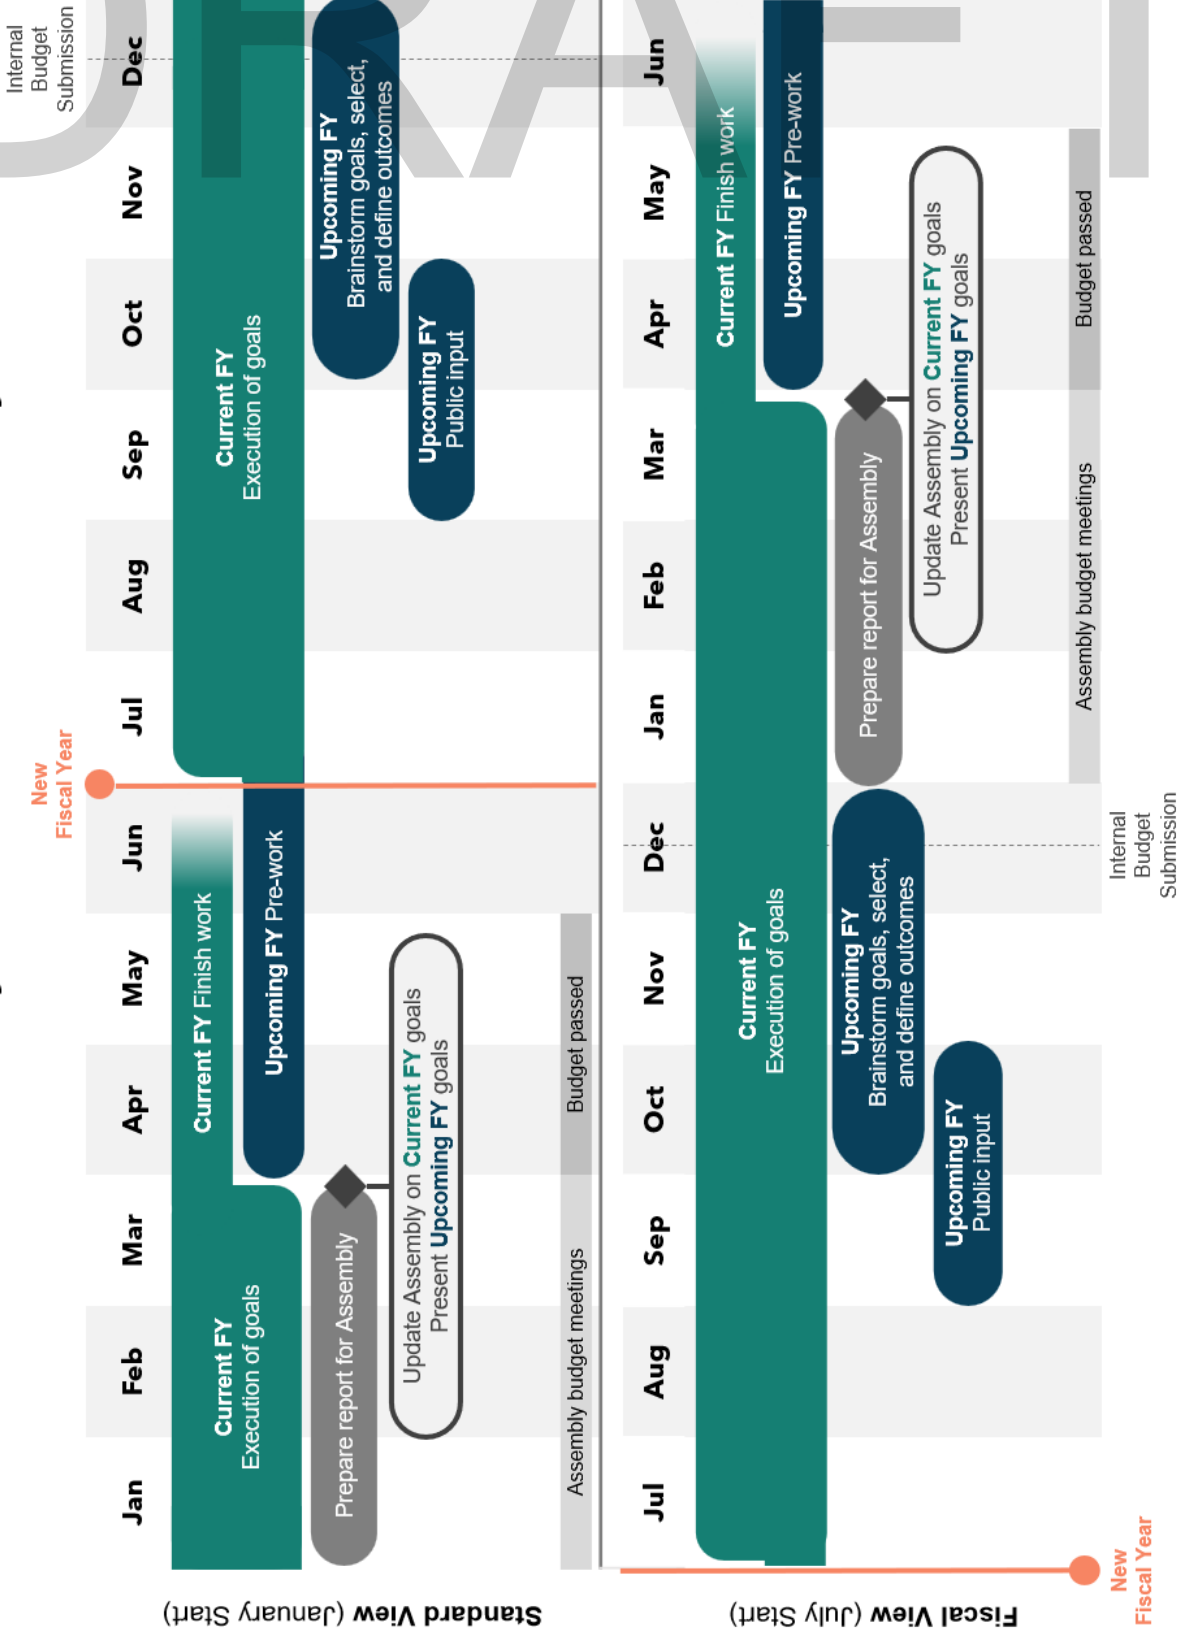 Standard View (January Start)
Jan
Feb
Mar
Apr
May
Jun
Jul
Aug
Sep
Oct
Nov
Dec
New
Fiscal Year
Internal
Budget
Submission
Current FY
Execution of goals
Current FY Finish work
Upcoming FY Pre-work
Current FY
Execution of goals
Prepare report for Assembly
Update Assembly on Current FY goals
Present Upcoming FY goals
Upcoming FY
Brainstorm goals, select,
and define outcomes
Upcoming FY
Public input
Assembly budget meetings
Budget passed
Fiscal View (July Start)
Jul
Aug
Sep
Oct
Nov
Dec
Jan
Feb
Mar
Apr
May
Jun
Current FY
Execution of goals
Current FY Finish work
Upcoming FY Pre-work
Upcoming FY
Brainstorm goals, select,
and define outcomes
Prepare report for Assembly
Upcoming FY
Public input
Update Assembly on Current FY goals
Present Upcoming FY goals
Assembly budget meetings
Budget passed
New
Fiscal Year
Internal
Budget
Submission
DRAFT